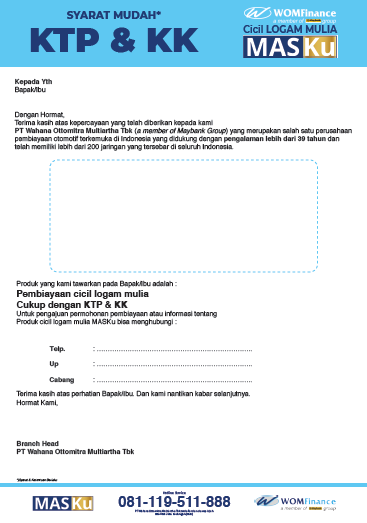 SYARAT MUDAH*
KTP & KK
WOMFinance
a member of group
Cicil LOGAM MULIA
MASKu
Kepada Yth
Bapak/Ibu
Dengan Hormat,
Terima kasih atas kepercayaan yang telah diberikan kepada kami
PT Wahana Ottomitra Multiartha Tbk (a member of Maybank Group) yang merupakan salah satu perusahaan
pembiayaan otomotif terkemuka di Indonesia yang didukung dengan pengalaman lebih dari 39 tahun dan
telah memiliki lebih dari 200 jaringan yang tersebar di seluruh Indonesia.
Produk yang kami tawarkan pada Bapak/Ibu adalah :
Pembiayaan cicil logam mulia
Cukup dengan KTP & KK
Untuk pengajuan permohonan pembiayaan atau informasi tentang
Produk cicil logam mulia MASKu bisa menghubungi :
Telp. : ....................................................................
Up : ....................................................................
Cabang : ....................................................................
Terima kasih atas perhatian Bapak/Ibu. Dan kami nantikan kabar selanjutnya.
Hormat Kami,
Branch Head
PT Wahana Ottomitra Multiartha Tbk
*Syarat & Ketentuan Berlaku
MASKu
081-119-511-888
WOMFinance
a member of group